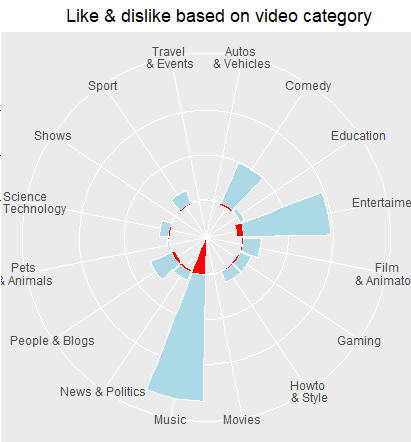 Like & dislike based on video category
Travel
& Events
Autos
& Vehicles
Sport
Comedy
Shows
Education
Science
Technology
Entertainme
Pets
& Animals
Film
& Animatio
People & Blogs
Gaming
News & Politics
Howto
& Style
Music
Movies